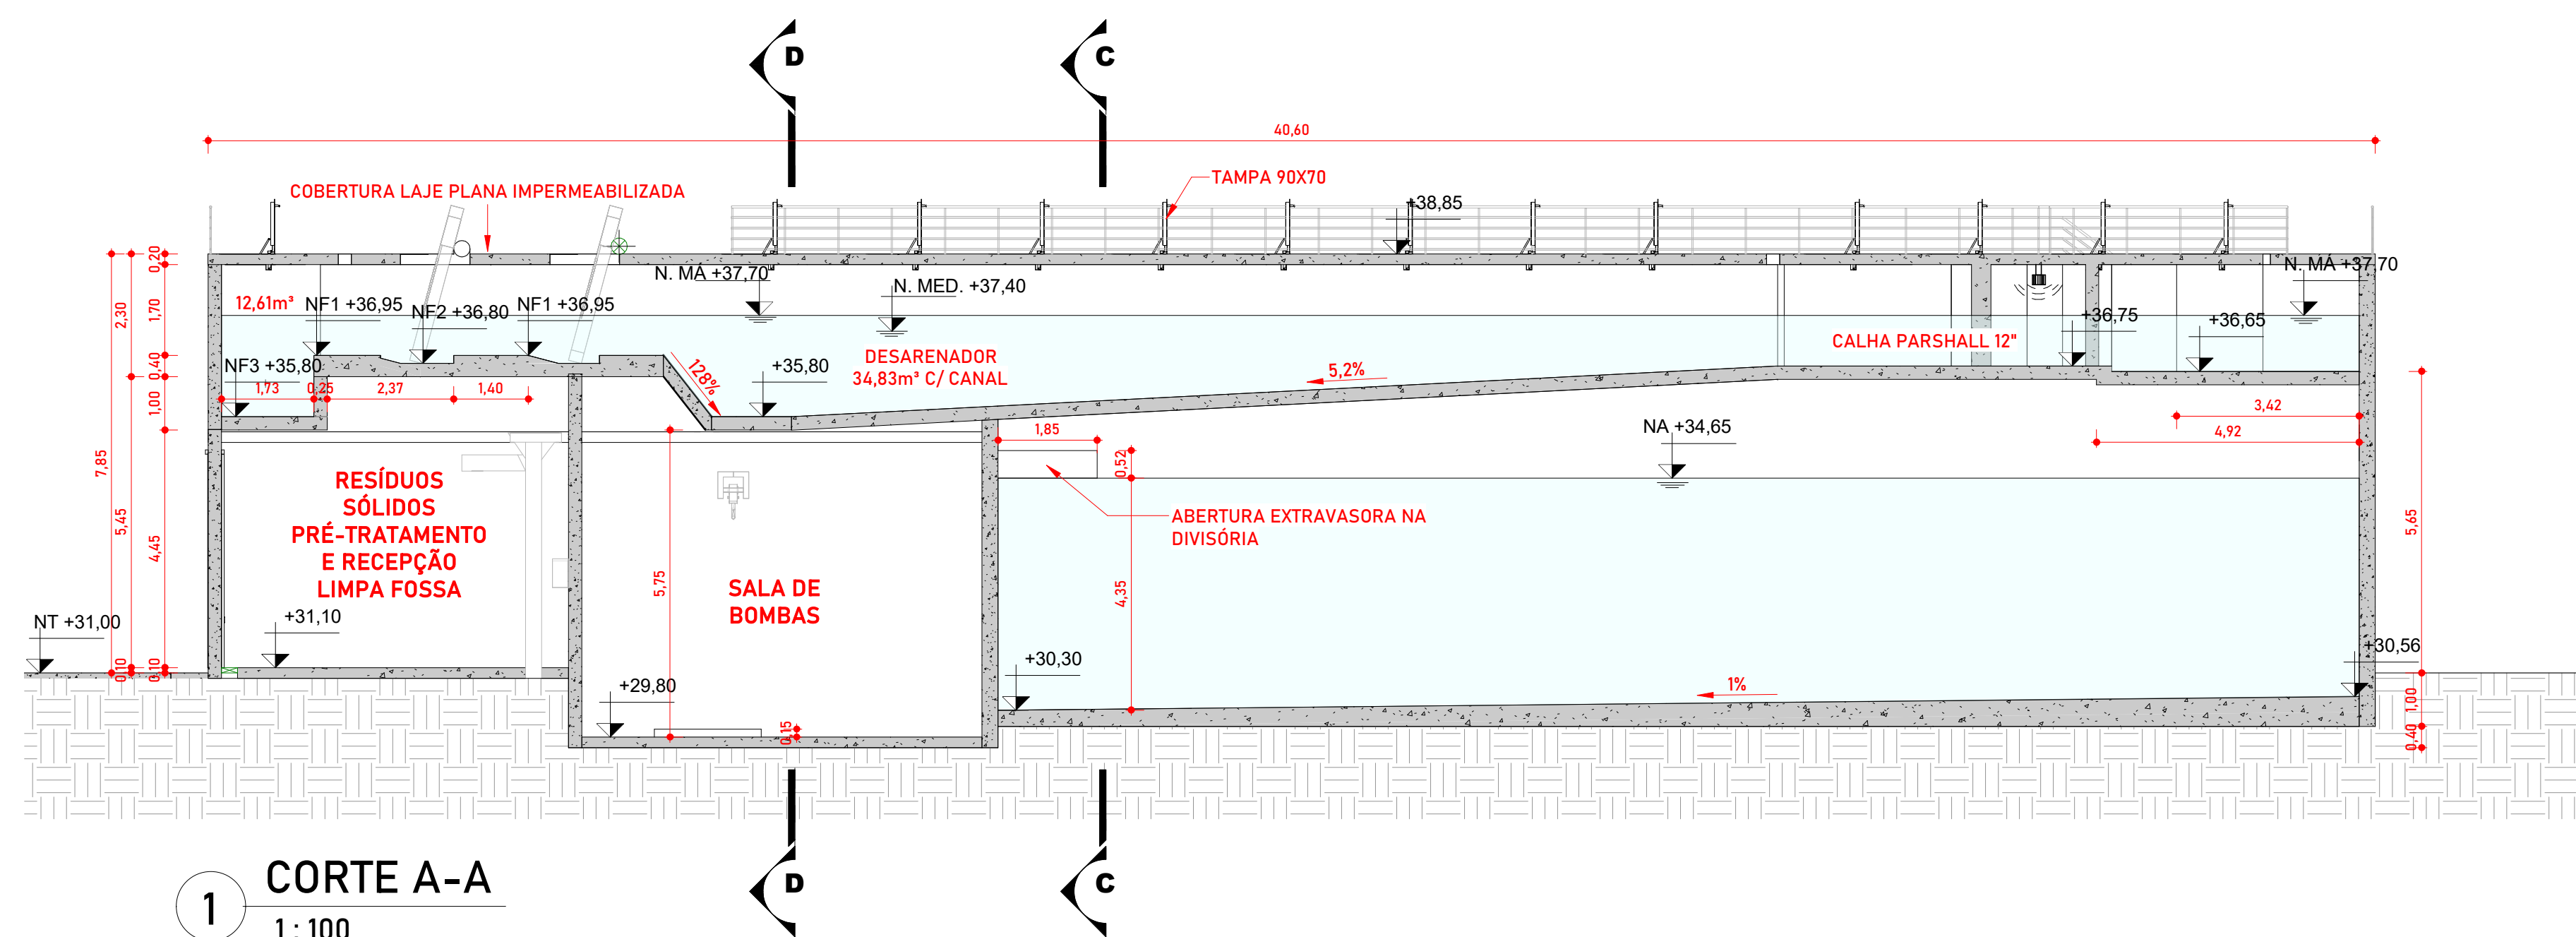 D
C
40,60
COBERTURA LAJE PLANA IMPERMEABILIZADA
TAMPA 90X70
+38,85
N. MÁ +37,70
N. MED. +37,40
N. MÁ +37,70
12,61m³
NF1 +36,95
NF2 +36,80
NF1 +36,95
NF3 +35,80
+35,80
128%
DESARENADOR
34,83m³ C/ CANAL
5,2%
CALHA PARSHALL 12"
+36,75
+36,65
0,20
1,70
2,30
0,40
1,00
1,73
0,25
2,37
1,40
7,85
5,45
4,45
0,10
0,10
3,42
4,92
1,85
0,52
NA +34,65
RESÍDUOS
SÓLIDOS
PRÉ-TRATAMENTO
E RECEPÇÃO
LIMPA FOSSA
ABERTURA EXTRAVASORA NA
DIVISÓRIA
5,75
SALA DE
BOMBAS
4,35
5,65
NT +31,00
+31,10
+29,80
0,15
+30,30
1%
+30,56
1,00
0,40
D
C
1
CORTE A-A
1 : 100